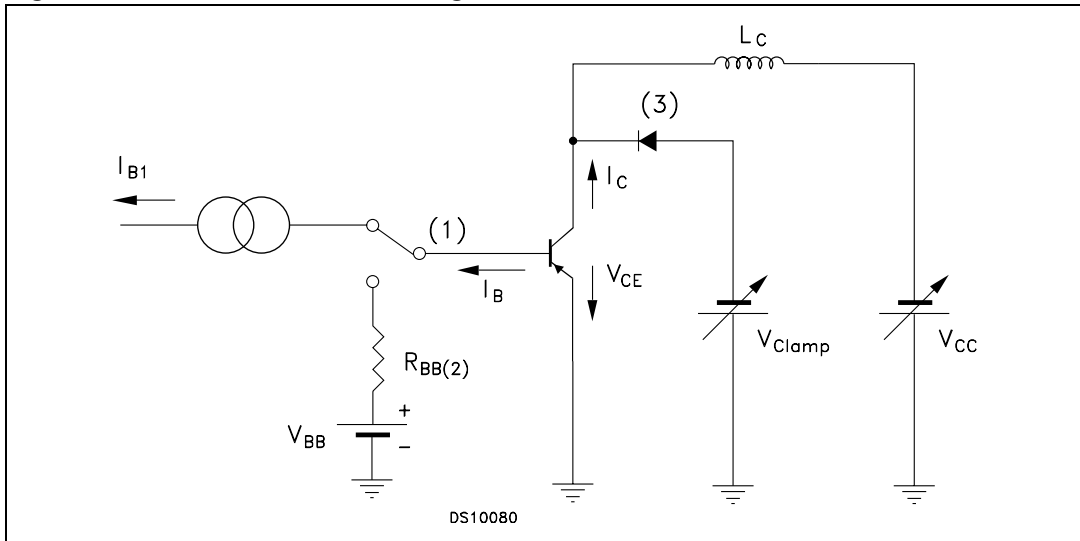 L_C
(3)
I_B1
I_C
(1)
I_B
V_CE
V_Clamp
V_CC
R_BB(2)
+
V_BB
−
DS10080